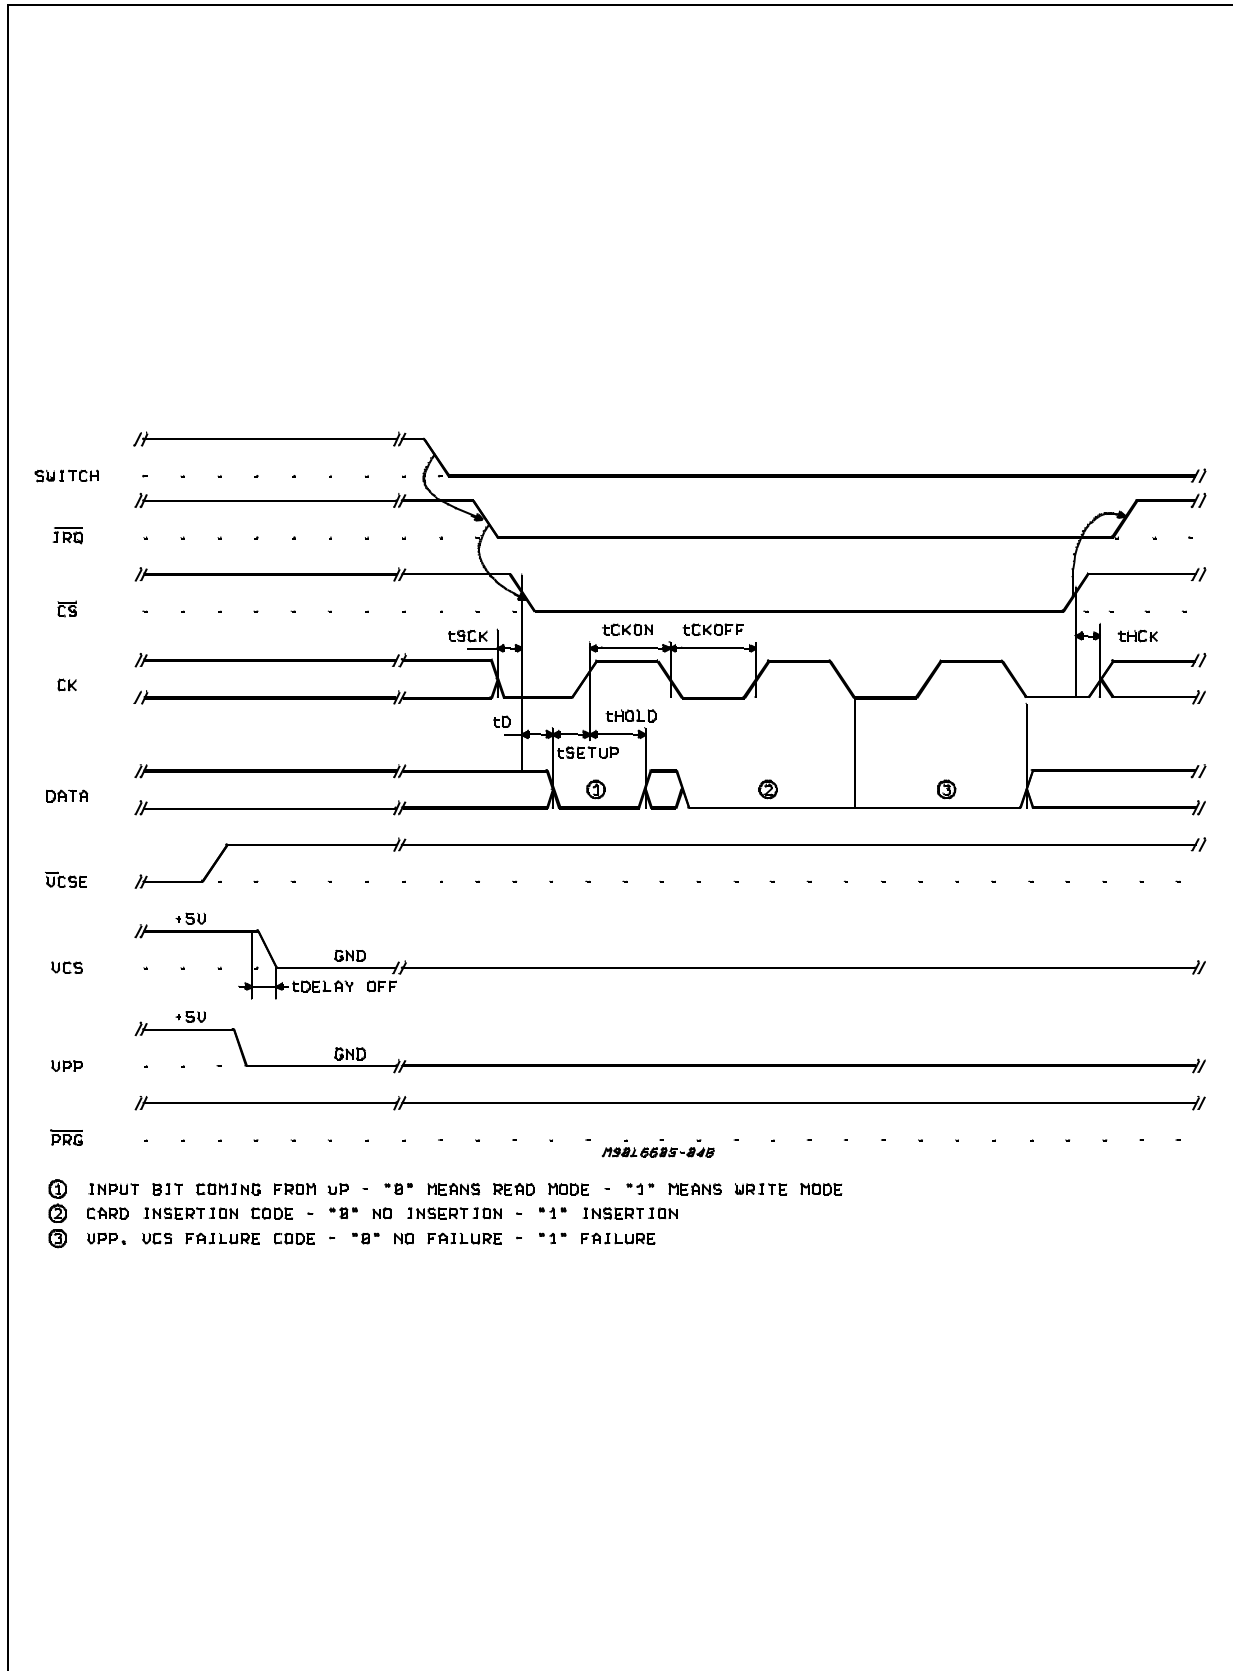 SWITCH
IRQ
CS
tSCK
tCKON
tCKOFF
tHCK
CK
tD
tHOLD
tSETUP
DATA
1
2
3
VCSE
+5V
VCS
GND
tDELAY OFF
+5V
VPP
GND
PRG
M9016605-04B
1 INPUT BIT COMING FROM uP - "0" MEANS READ MODE - "1" MEANS WRITE MODE
2 CARD INSERTION CODE - "0" NO INSERTION - "1" INSERTION
3 VPP, VCS FAILURE CODE - "0" NO FAILURE - "1" FAILURE